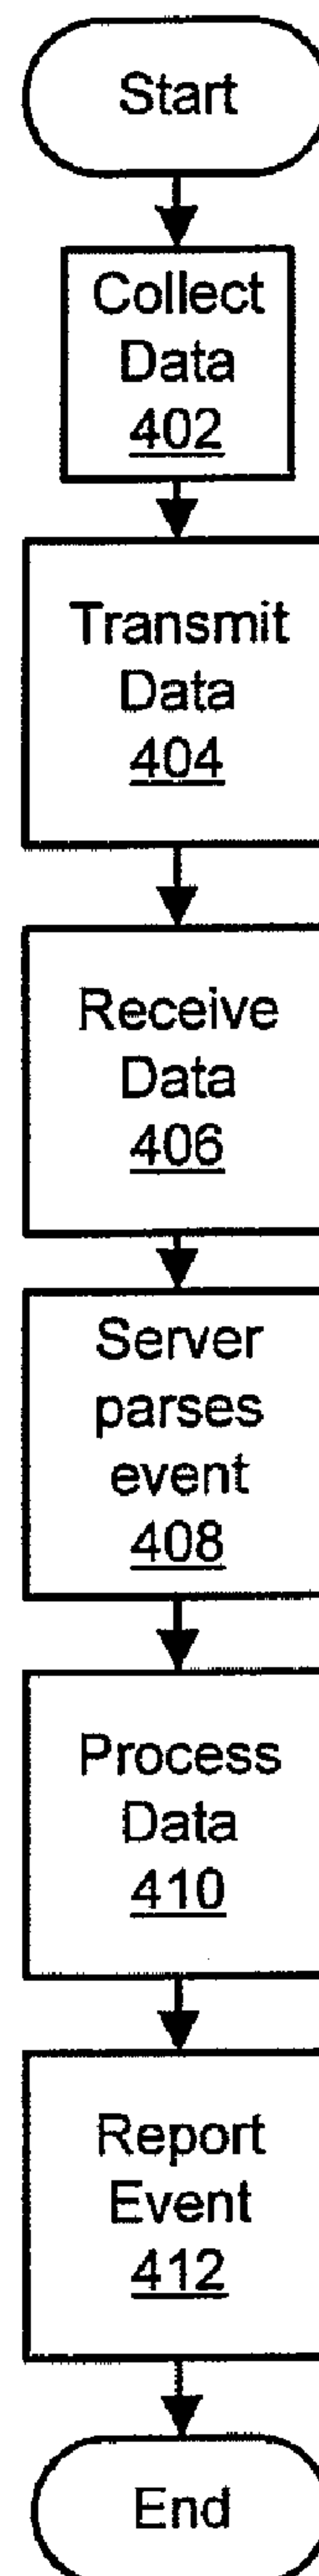 Start
Collect
Data
402
Transmit
Data
404
Receive
Data
406
Server
parses
event
408
Process
Data
410
Report
Event
412
End